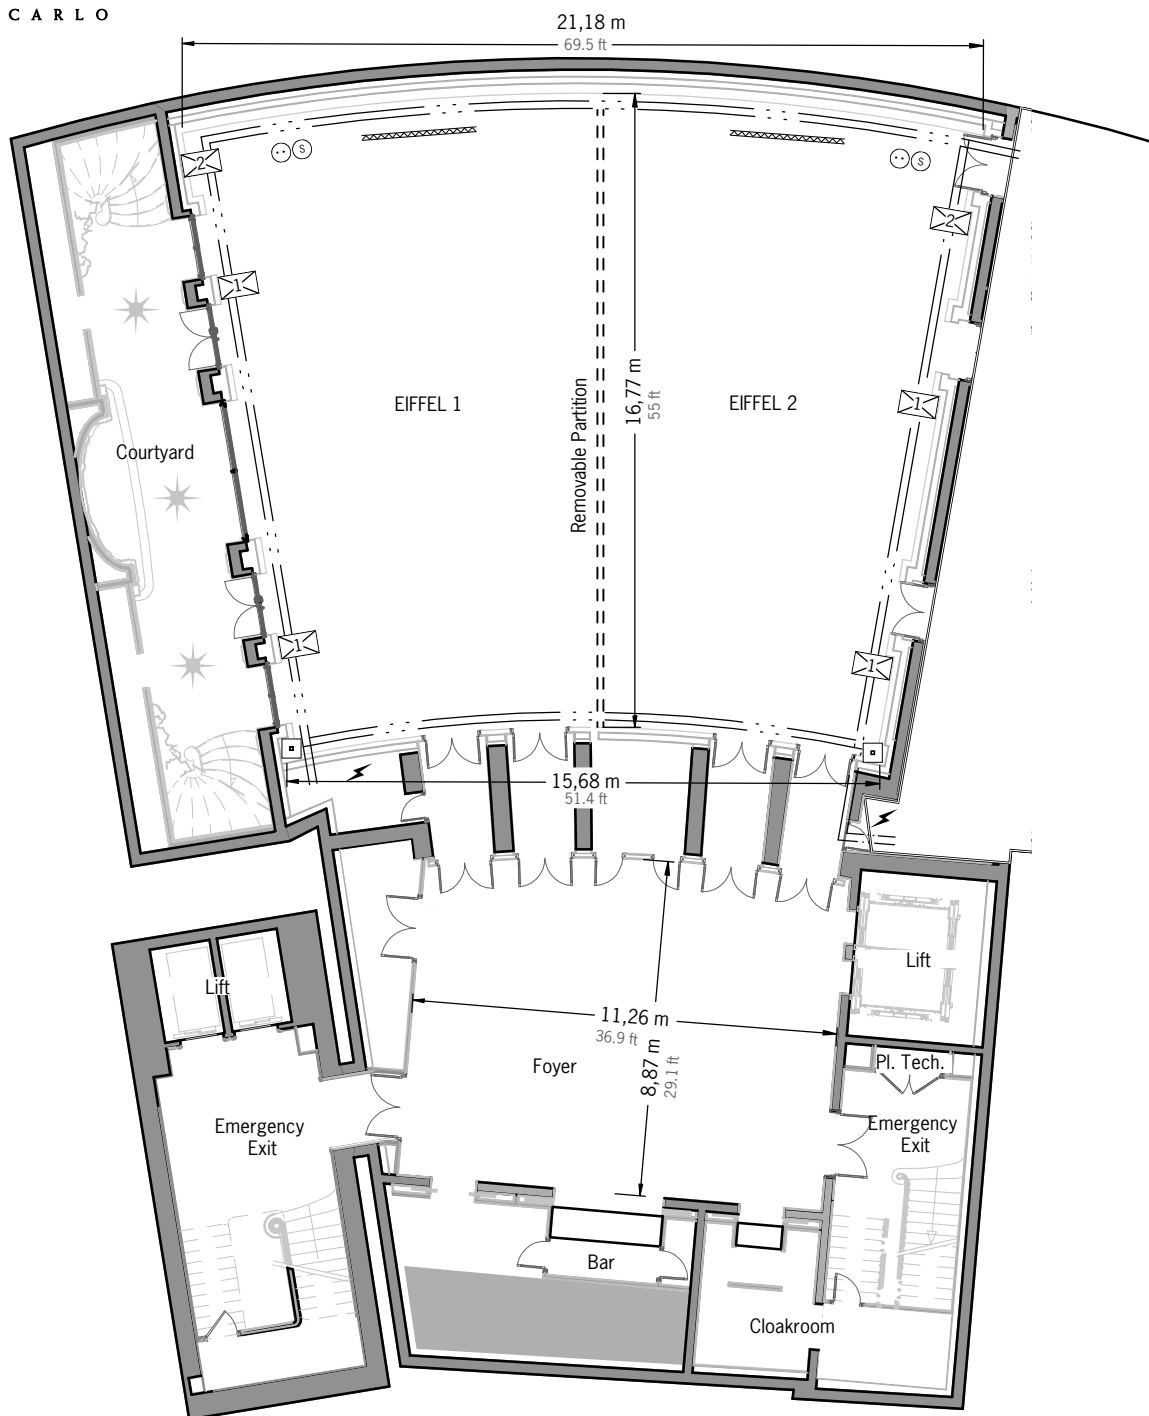 CARLO
21,18 m
69.5 ft
S
S
2
2
1
16,77 m
55 ft
Removable Partition
EIFFEL 1
EIFFEL 2
1
Courtyard
1
1
15,68 m
51.4 ft
Lift
Lift
11,26 m
36.9 ft
8,87 m
29.1 ft
Foyer
Pl. Tech.
Emergency
Exit
Emergency
Exit
Bar
Cloakroom